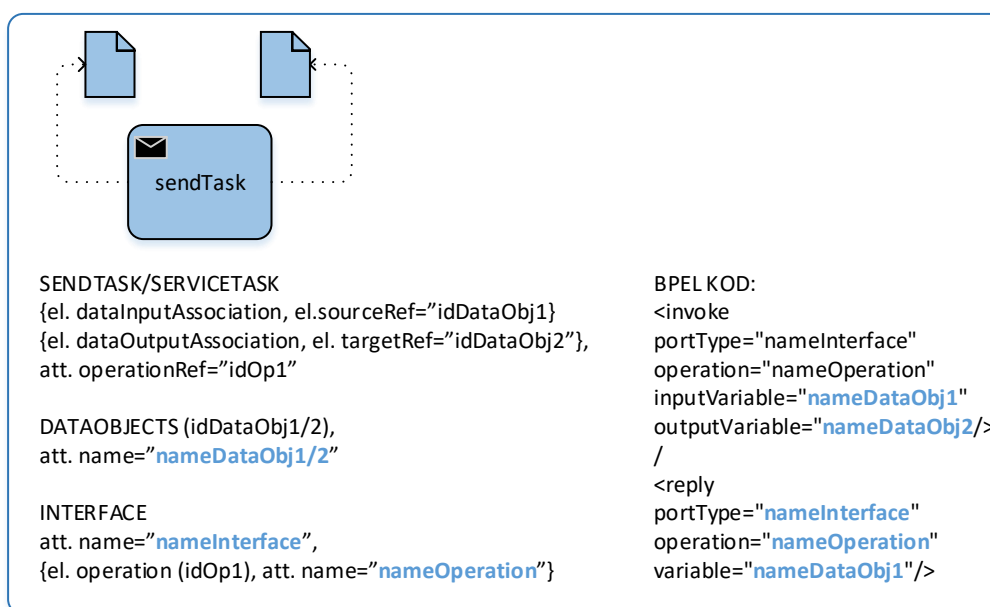 sendTask
SENDTASK/SERVICETASK
{el. dataInputAssociation, el.sourceRef=”idDataObj1}
{el. dataOutputAssociation, el. targetRef=”idDataObj2”},
att. operationRef=”idOp1”
DATAOBJECTS (idDataObj1/2),
att. name=”nameDataObj1/2”
INTERFACE
att. name=”nameInterface”,
{el. operation (idOp1), att. name=”nameOperation”}
BPEL KOD:
<invoke
portType="nameInterface"
operation="nameOperation"
inputVariable="nameDataObj1"
outputVariable="nameDataObj2/>
/
<reply
portType="nameInterface"
operation="nameOperation"
variable="nameDataObj1"/>